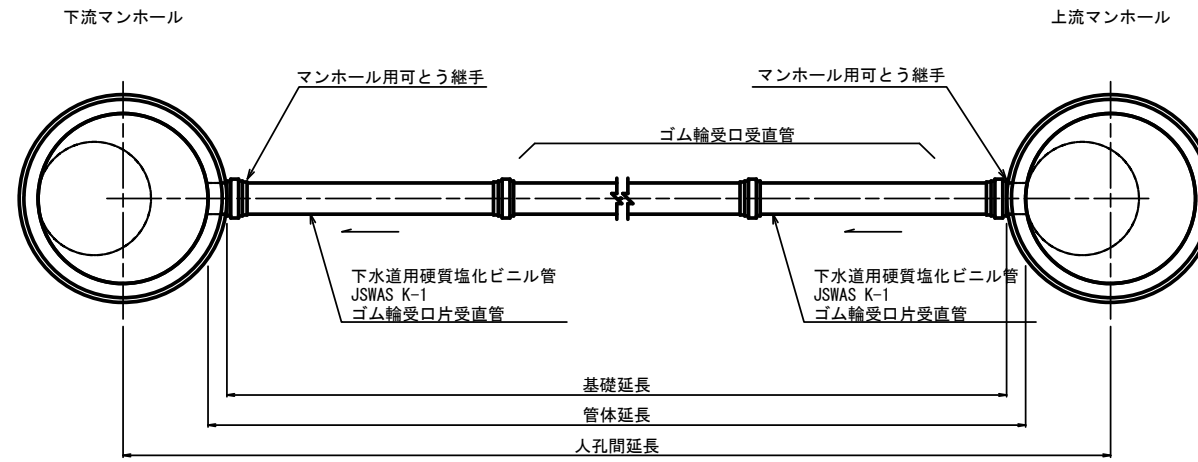 下流マンホール
上流マンホール
マンホール用可とう継手
マンホール用可とう継手
ゴム輪受口受直管
下水道用硬質塩化ビニル管
JSWAS K-1
ゴム輪受口片受直管
下水道用硬質塩化ビニル管
JSWAS K-1
ゴム輪受口片受直管
基礎延長
管体延長
人孔間延長